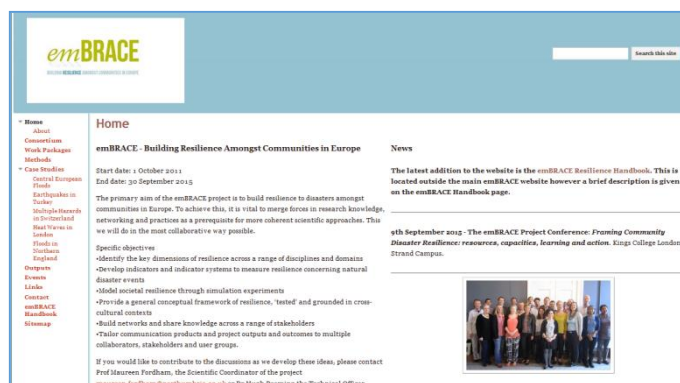 emBRACE
BUILDING RESILIENCE AMONGST COMMUNITIES IN EUROPE
Search this site
Home
About
Consortium
Work Packages
Methods
Case Studies
Central European
Floods
Earthquakes in
Turkey
Multiple Hazards
in Switzerland
Heat Waves in
London
Floods in
Northern
England
Outputs
Events
Links
Contact
emBRACE
Handbook
Sitemap
Home
emBRACE - Building Resilience Amongst Communities in Europe
Start date: 1 October 2011
End date: 30 September 2015
The primary aim of the emBRACE project is to build resilience to disasters amongst
communities in Europe. To achieve this, it is vital to merge forces in research knowledge,
networking and practices as a prerequisite for more coherent scientific approaches. This
we will do in the most collaborative way possible.
Specific objectives
•Identify the key dimensions of resilience across a range of disciplines and domains
•Develop indicators and indicator systems to measure resilience concerning natural
disaster events
•Model societal resilience through simulation experiments
•Provide a general conceptual framework of resilience, 'tested' and grounded in cross-
cultural contexts
•Build networks and share knowledge across a range of stakeholders
•Tailor communication products and project outputs and outcomes to multiple
collaborators, stakeholders and user groups.
If you would like to contribute to the discussions as we develop these ideas, please contact
Prof Maureen Fordham, the Scientific Coordinator of the project
News
The latest addition to the website is the emBRACE Resilience Handbook. This is
located outside the main emBRACE website however a brief description is given
on the emBRACE Handbook page.
9th September 2015 - The emBRACE Project Conference: Framing Community
Disaster Resilience: resources, capacities, learning and action. Kings College London
Strand Campus.